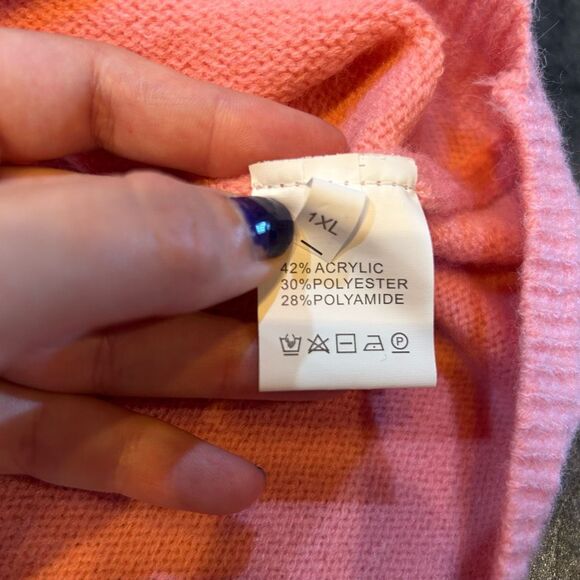 1XL
42% ACRYLIC
30%POLYESTER
28%POLYAMIDE
P